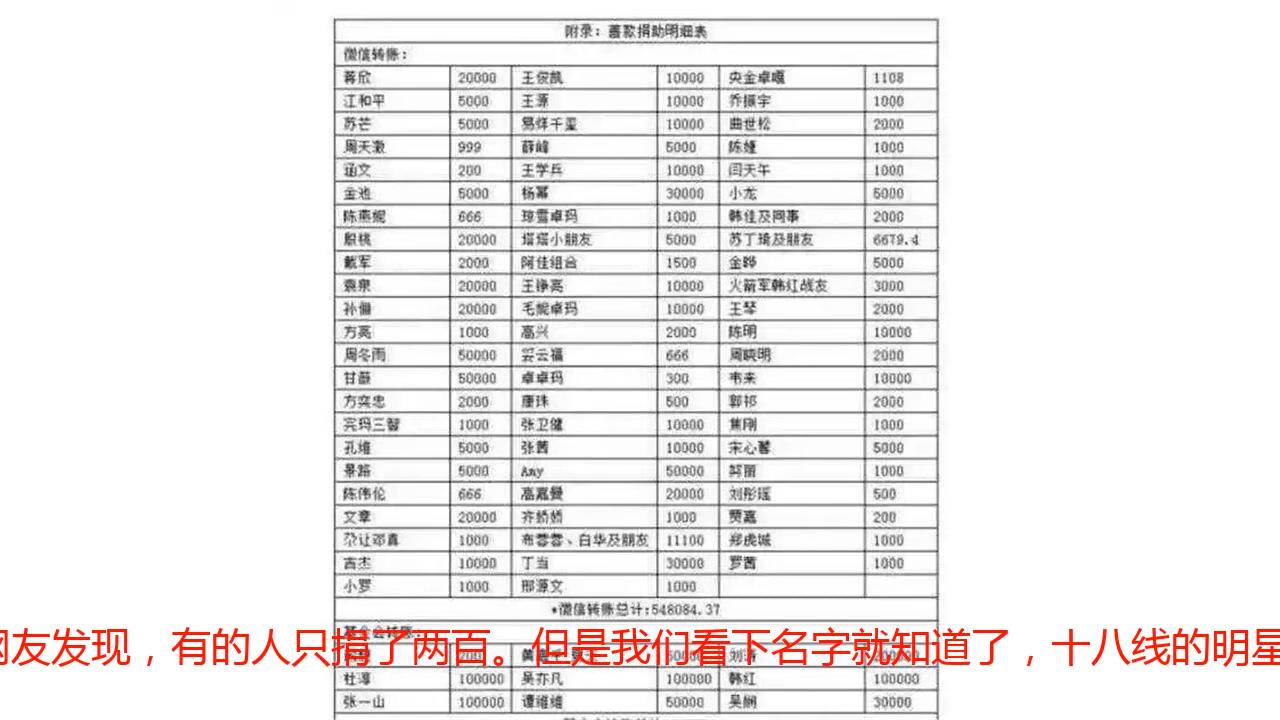 附录：善款捐助明细表
微信转账：
蒋欣 20000 王俊凯 10000 央金卓嘎 1108
江和平 5000 王源 10000 乔振宇 1000
苏芒 5000 易烊千玺 10000 曲世松 2000
周天澈 999 薛峰 5000 陈娅 1000
涵文 200 王学兵 10000 闫天午 1000
金池 5000 杨幂 30000 小龙 5000
陈燕妮 666 琼雪卓玛 1000 韩佳及同事 2000
殷桃 20000 塔塔小朋友 5000 苏丁琦及朋友 6679.4
戴军 2000 阿佳组合 1500 金晔 5000
袁泉 20000 王铮亮 10000 火箭军韩红战友 3000
孙俪 20000 毛妮卓玛 10000 王琴 2000
方亮 1000 高兴 2000 陈明 10000
周冬雨 50000 妥云福 666 周映明 2000
甘薇 50000 卓卓玛 300 韦来 10000
方奕忠 2000 康珠 500 郭祁 2000
完玛三智 1000 张卫健 10000 焦刚 1000
孔维 5000 张茜 10000 宋心馨 5000
景路 5000 Amy 50000 丽 1000
陈伟伦 666 高嘉曼 20000 刘彤瑶 500
文章 20000 齐娇娇 1000 贾嘉 200
尕让邓真 1000 布蓉蓉、白华及朋友 11100 郑虎城 1000
吉杰 10000 丁当 30000 罗茜 1000
小罗 1000 邢源文 1000
*微信转账总计:548084.37
基金会转账：
200 刘涛
网友发现，有的人只捐了两百。但是我们看下名字就知道了，十八线的明星
杜淳 100000 吴亦凡 100000 韩红 100000
张一山 100000 谭维维 50000 吴娴 30000